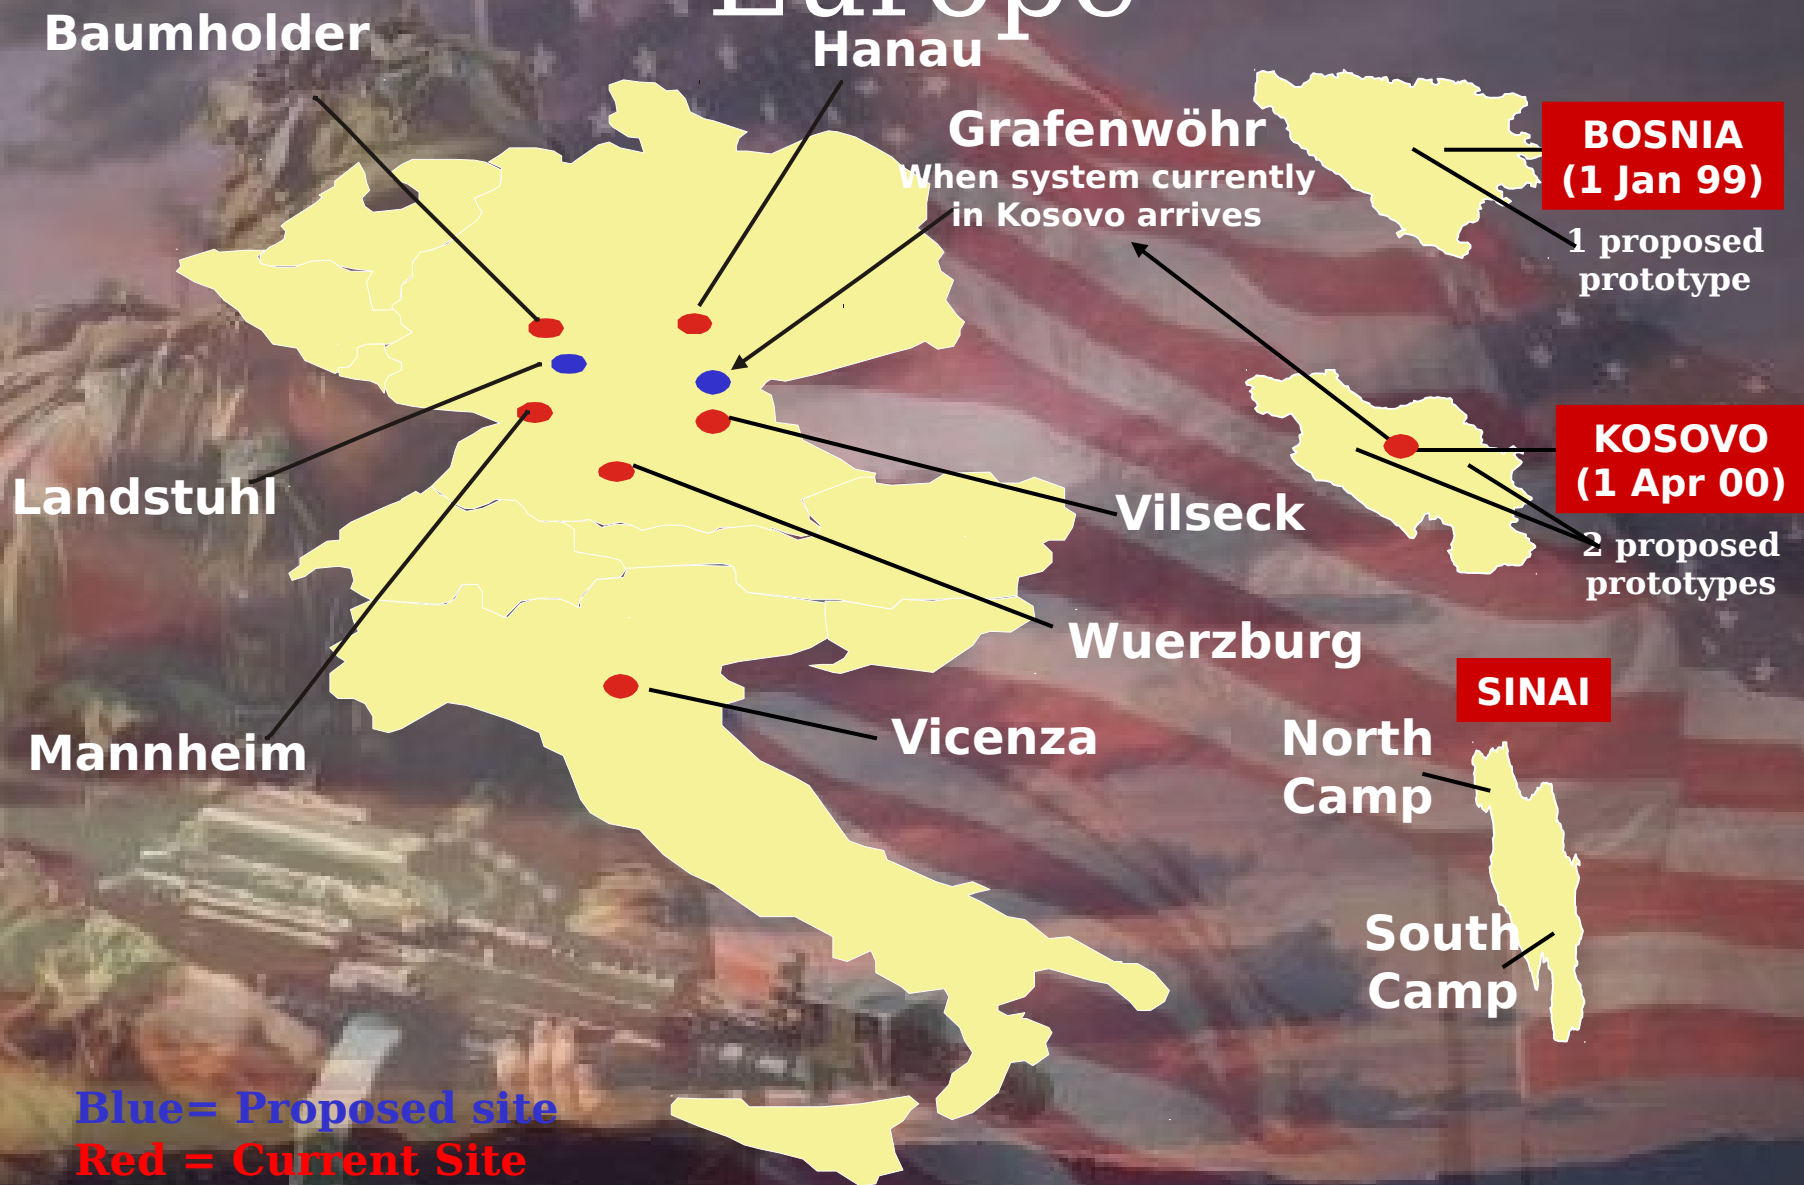 Europe
Baumholder
Hanau
Grafenwöhr
When system currently
in Kosovo arrives
BOSNIA
(1 Jan 99)
1 proposed
prototype
KOSOVO
(1 Apr 00)
2 proposed
prototypes
Landstuhl
Vilseck
Wuerzburg
Mannheim
Vicenza
SINAI
North
Camp
South
Camp
Blue= Proposed site
Red = Current Site